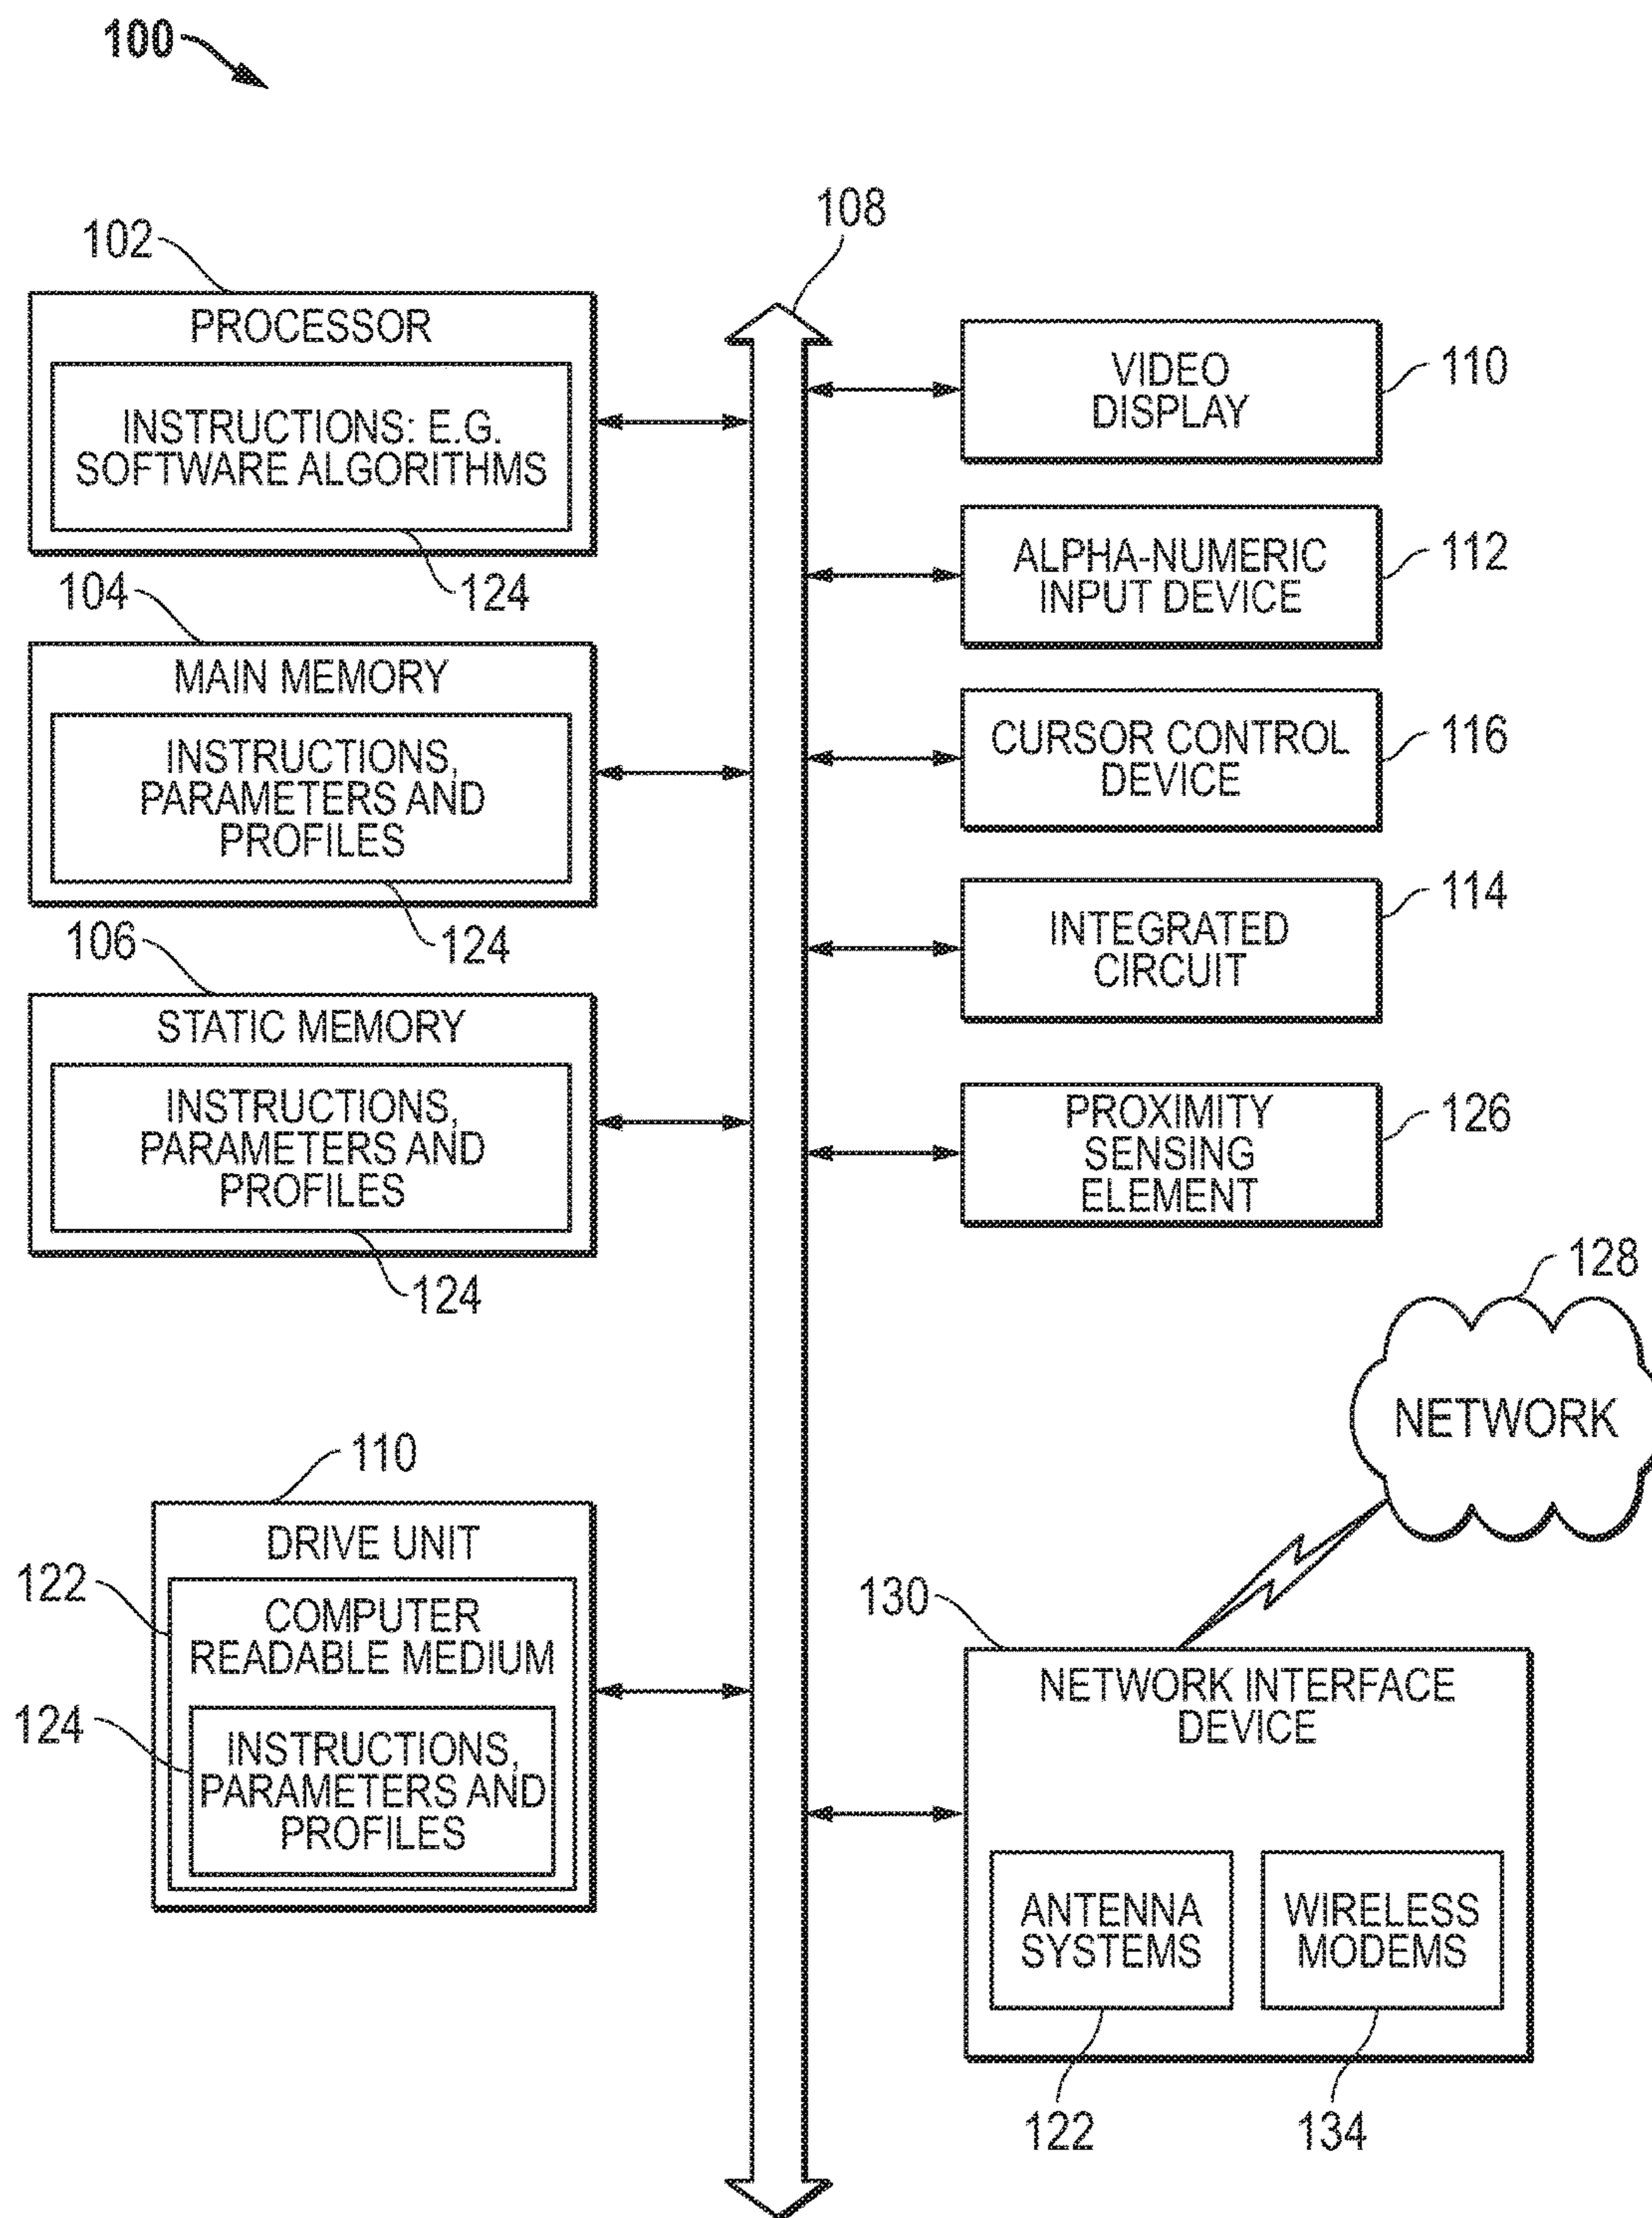 100
108
102
PROCESSOR
INSTRUCTIONS: E.G.
SOFTWARE ALGORITHMS
124
104
MAIN MEMORY
INSTRUCTIONS,
PARAMETERS AND
PROFILES
124
106
STATIC MEMORY
INSTRUCTIONS,
PARAMETERS AND
PROFILES
124
110
DRIVE UNIT
122
COMPUTER
READABLE MEDIUM
124
INSTRUCTIONS,
PARAMETERS AND
PROFILES
VIDEO
DISPLAY
110
ALPHA-NUMERIC
INPUT DEVICE
112
CURSOR CONTROL
DEVICE
116
INTEGRATED
CIRCUIT
114
PROXIMITY
SENSING
ELEMENT
126
128
NETWORK
130
NETWORK INTERFACE
DEVICE
ANTENNA
SYSTEMS
WIRELESS
MODEMS
122
134